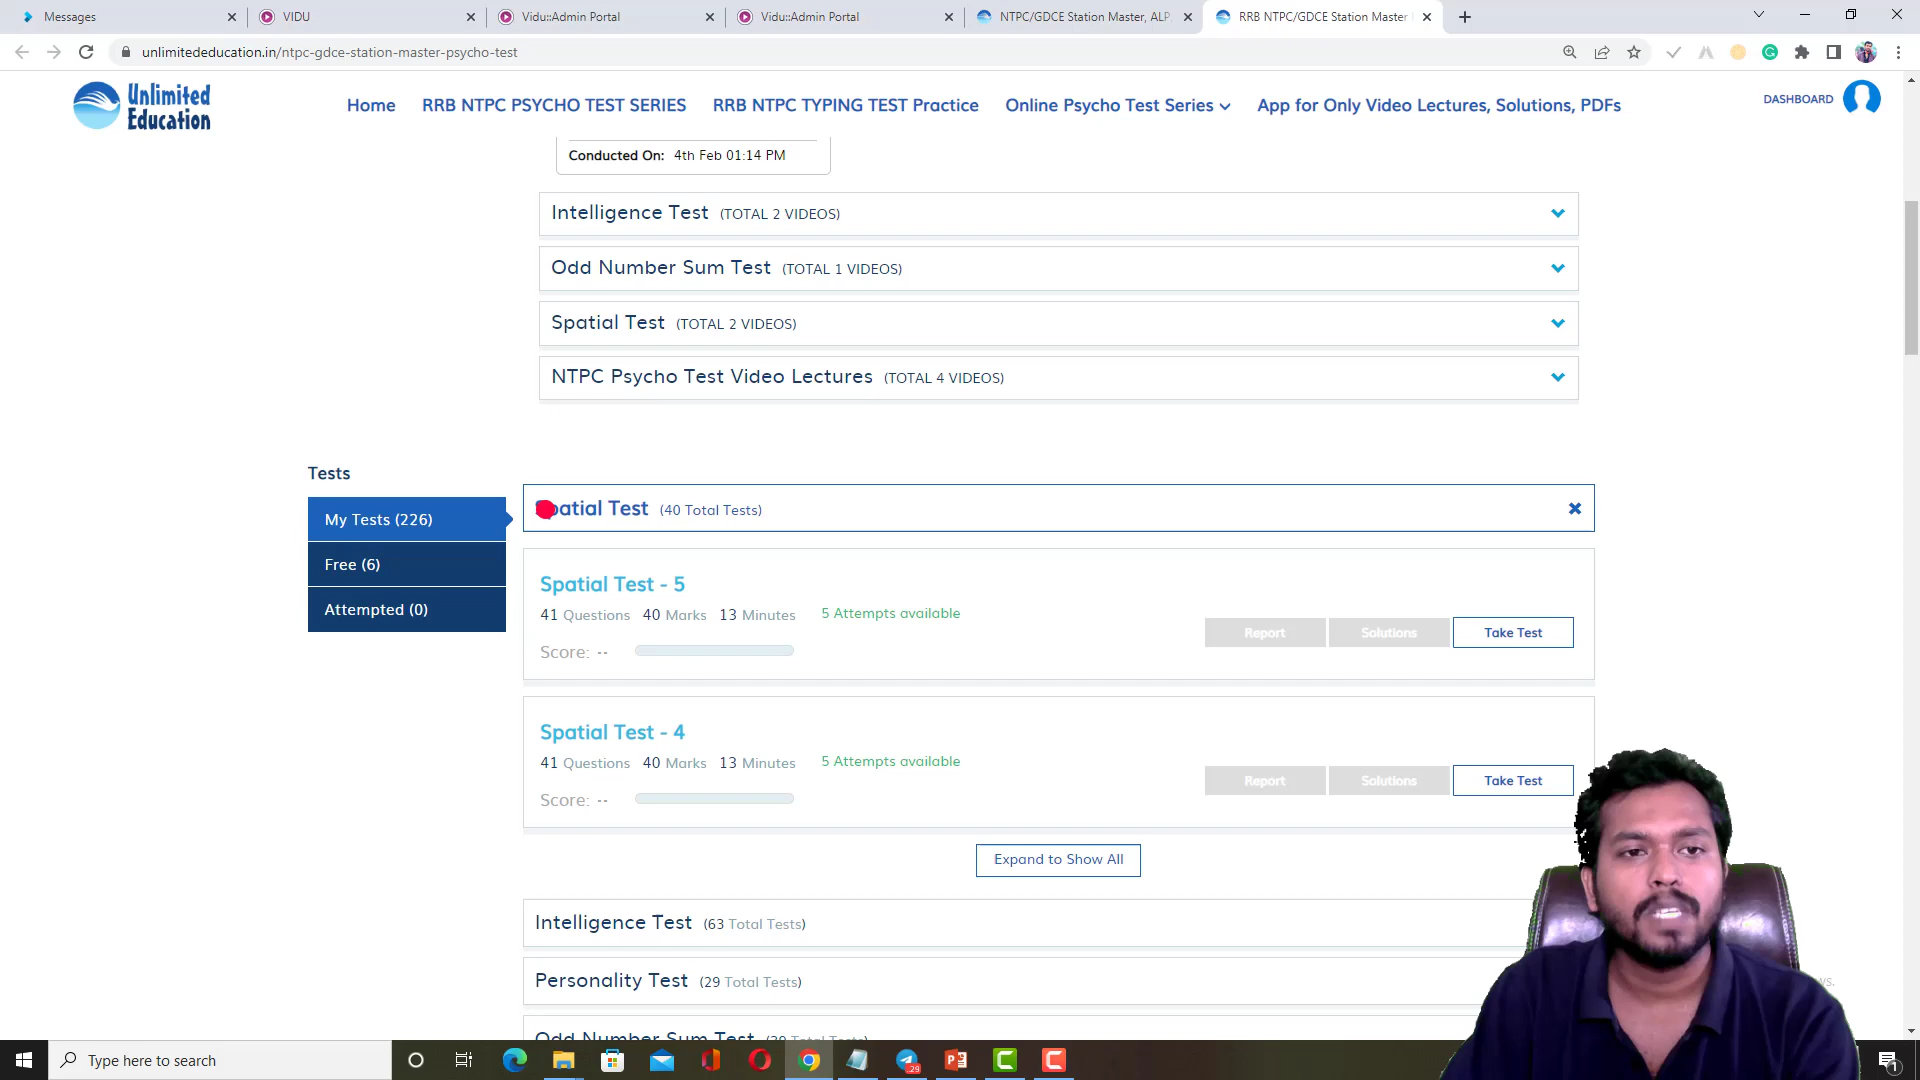 Messages
VIDU
Vidu::Admin Portal
Vidu::Admin Portal
NTPC/GDCE Station Master, ALP
RRB NTPC/GDCE Station Master
unlimitededucation.in/ntpc-gdce-station-master-psycho-test
Unlimited
Education
Home
RRB NTPC PSYCHO TEST SERIES
RRB NTPC TYPING TEST Practice
Online Psycho Test Series
App for Only Video Lectures, Solutions, PDFs
DASHBOARD
Conducted On: 4th Feb 01:14 PM
Intelligence Test (TOTAL 2 VIDEOS)
Odd Number Sum Test (TOTAL 1 VIDEOS)
Spatial Test (TOTAL 2 VIDEOS)
NTPC Psycho Test Video Lectures (TOTAL 4 VIDEOS)
Tests
My Tests (226)
Free (6)
Attempted (0)
Spatial Test (40 Total Tests)
Spatial Test - 5
41 Questions 40 Marks 13 Minutes 5 Attempts available
Score: --
Report Solutions Take Test
Spatial Test - 4
41 Questions 40 Marks 13 Minutes 5 Attempts available
Score: --
Report Solutions Take Test
Expand to Show All
Intelligence Test (63 Total Tests)
Personality Test (29 Total Tests)
Odd Number Sum Test
Type here to search
29
1